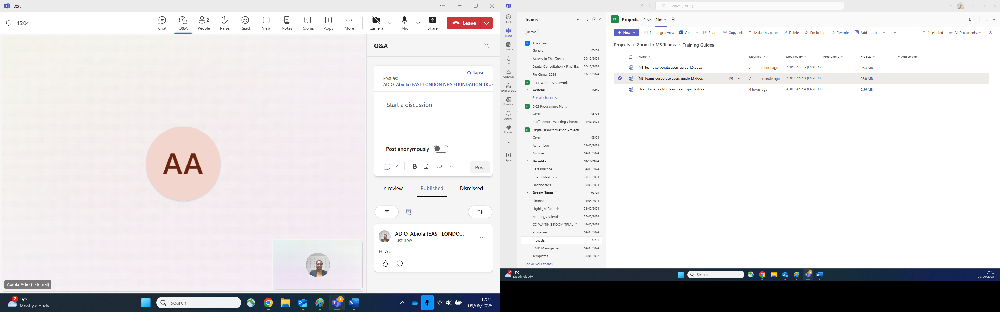 test
45:04
Chat
Q&A
2
People
Raise
React
View
Notes
Rooms
Apps
More
Camera
Mic
Share
Leave
AA
Abiola Adio (External)
Q&A
Collapse
Post as:
ADIO, Abiola (EAST LONDON NHS FOUNDATION TRUS
Start a discussion
Post anonymously
B I
Post
In review
Published
Dismissed
ADIO, Abiola (EAST LONDO...
Just now
Hi Abi
2
19°C
Mostly cloudy
Search
17:41
09/06/2025
Search (Ctrl+E)
Chat
Teams
Calendar
Calls
OneDrive
NHSmail Su...
Bookings
Activity
Planner
Apps
Teams
Unread
The Green
General 03/04
Access to The Green 20/12/2024
Digital Consultation - Final Ba... 20/12/2024
Flu Clinics 2024 03/10/2024
ELFT Womens Network
General 15:45
See all channels
DCS Programme Plans
General 05/06
Staff Remote Working Channel 19/09/2024
Digital Transformation Projects
General 08/04
Action Log 03/02/2023
Archive 14/03/2024
Benefits 18/12/2024
Best Practice 14/03/2024
Board Meetings 28/11/2024
Dashboards 28/02/2024
Dream Team 02/05
Finance 14/03/2024
Highlight Reports 28/02/2024
Meetings calendar 26/02/2024
OX WAITING ROOM TRIAL 14/05/2024
Processes 14/03/2024
Projects 24/01
RAID Management 14/03/2024
Templates 18/08/2022
See all your teams
DT
Projects
Posts
Files
New
Edit in grid view
Open
Share
Copy link
Make this a tab
Delete
Pin to top
Favorite
Add shortcut
1 selected
All Documents
Projects > Zoom to MS Teams > Training Guides
Name Modified Modified By Programme File Size + Add column
MS Teams corporate users guide 1.0.docx About an hour ago ADIO, Abiola (EAST LO 26.3 MB
MS Teams corporate users guide 1.1.docx About a minute ago ADIO, Abiola (EAST LO 25.8 MB
User Guide For MS Teams Participants.docx 4 hours ago ADIO, Abiola (EAST LO 6.56 MB
2
19°C
Mostly cloudy
Search
17:41
09/06/2025